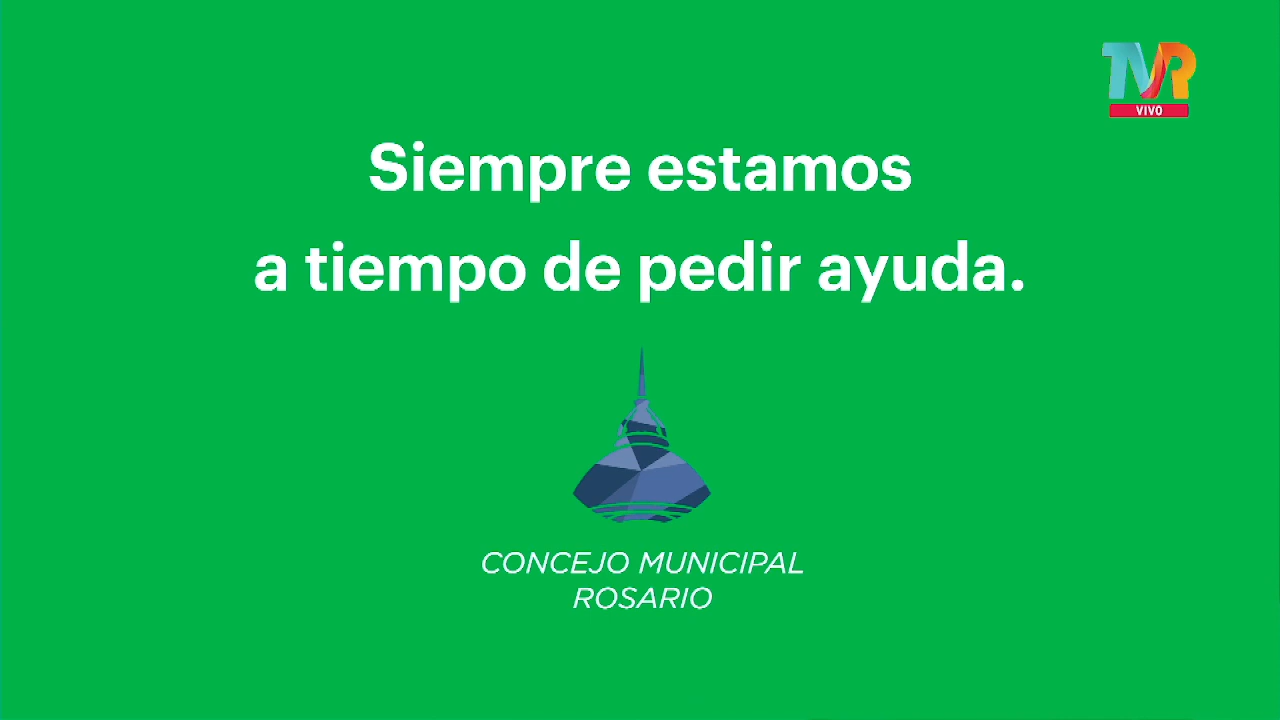 TVR
VIVO
Siempre estamos
a tiempo de pedir ayuda.
CONCEJO MUNICIPAL
ROSARIO